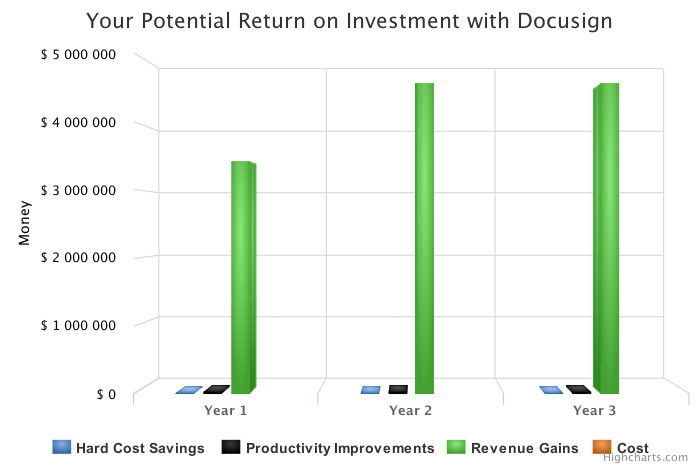 Your Potential Return on Investment with Docusign
$ 5 000 000
$ 4 000 000
$ 3 000 000
$ 2 000 000
$ 1 000 000
$ 0
Money
Year 1 Year 2 Year 3
Hard Cost Savings Productivity Improvements Revenue Gains Cost
Highcharts.com